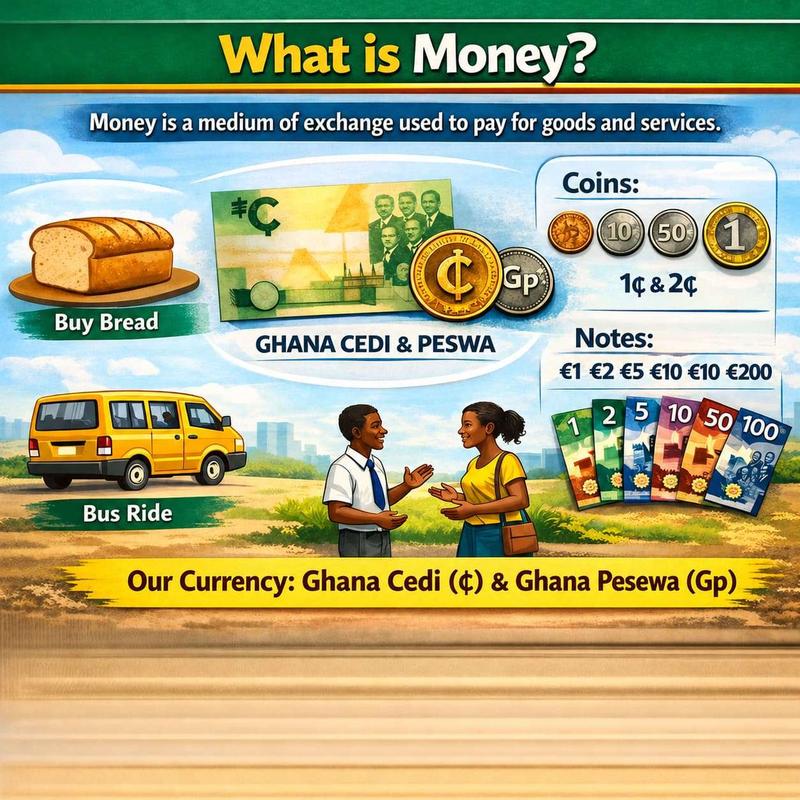 What is Money?
Money is a medium of exchange used to pay for goods and services.
Buy Bread
₵
₵
Gp
GHANA CEDI & PESWA
Coins:
10
50
1
1¢ & 2¢
Notes:
€1 €2 €5 €10 €10 €200
1
2
5
10
50
100
Bus Ride
Our Currency: Ghana Cedi (₵) & Ghana Pesewa (Gp)